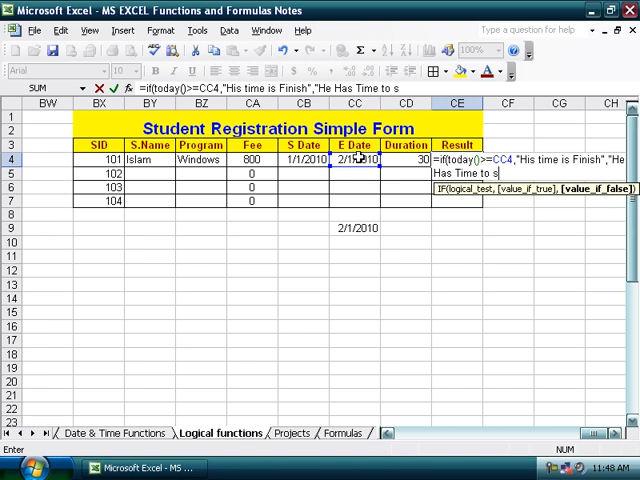 Microsoft Excel - MS EXCEL Functions and Formulas Notes
File Edit View Insert Format Tools Data Window Help
Type a question for help
100%
Arial 10 B I U
SUM =if(today()>=CC4,"His time is Finish","He Has Time to s
BW BX BY BZ CA CB CC CD CE CF CG CH
1
2 Student Registration Simple Form
3 SID S.Name Program Fee S Date E Date Duration Result
4 101 Islam Windows 800 1/1/2010 2/1/2010 30 =if(today()>=CC4,"His time is Finish","He
5 102 0 Has Time to s
6 103 0
IF(logical_test, [value_if_true], [value_if_false])
7 104 0
8
9 2/1/2010
10
11
12
13
14
15
16
17
18
19
20
21
22
23
Date & Time Functions Logical functions Projects Formulas
Enter NUM
Start Microsoft Excel - MS ... 11:48 AM